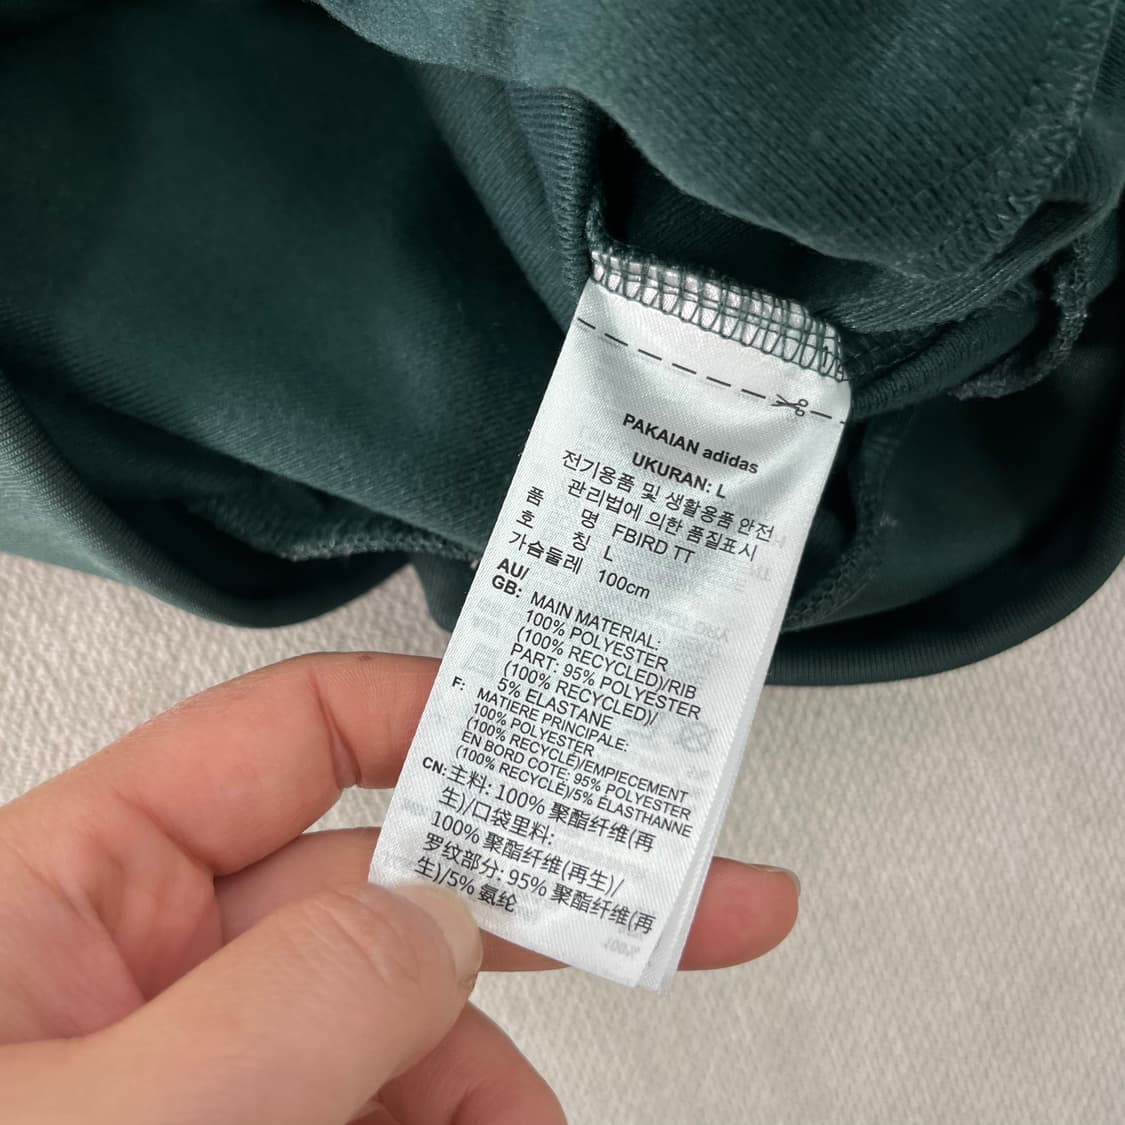 PAKAIAN adidas
UKURAN: L
전기용품 및 생활용품 안전
관리법에 의한 품질표시
품 명 FBIRD TT
호 칭 L
가슴둘레 100cm
AU/
GB: MAIN MATERIAL:
100% POLYESTER
(100% RECYCLED)/RIB
PART: 95% POLYESTER
(100% RECYCLED)/
5% ELASTANE
F: MATIÈRE PRINCIPALE:
100% POLYESTER
(100% RECYCLÉ)/EMPIECEMENT
EN BORD COTE: 95% POLYESTER
(100% RECYCLÉ)/5% ÉLASTHANNE
CN: 主料: 100% 聚酯纤维(再
生)/口袋里料:
100% 聚酯纤维(再生)/
罗纹部分: 95% 聚酯纤维(再
生)/5% 氨纶